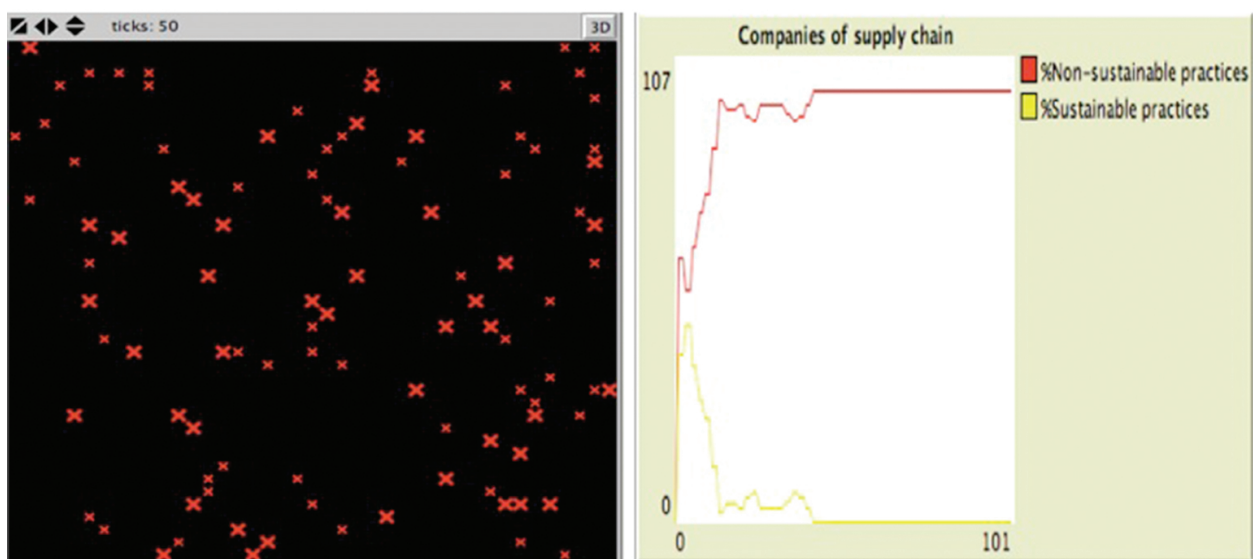 ticks: 50
3D
Companies of supply chain
107
0
0
101
%Non-sustainable practices
%Sustainable practices